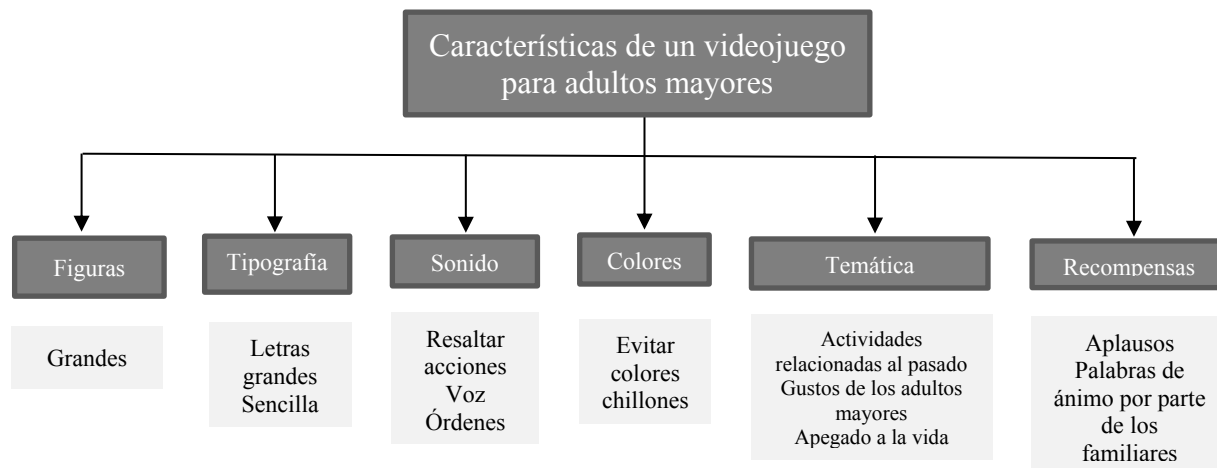 Características de un videojuego
para adultos mayores
Figuras
Tipografía
Sonido
Colores
Temática
Recompensas
Grandes
Letras
grandes
Sencilla
Resaltar
acciones
Voz
Órdenes
Evitar
colores
chillones
Actividades
relacionadas al pasado
Gustos de los adultos
mayores
Apegado a la vida
Aplausos
Palabras de
ánimo por parte
de los
familiares